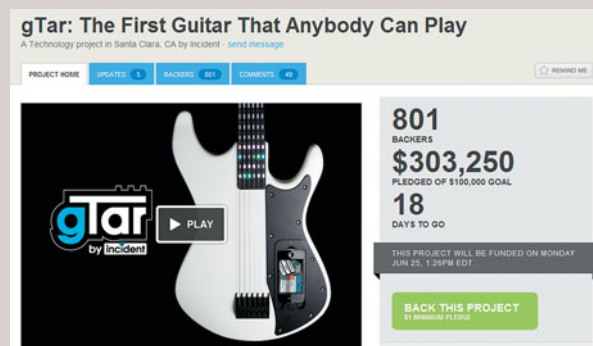 gTar: The First Guitar That Anybody Can Play
A Technology project in Santa Clara, CA by Incident · send message
PROJECT HOME
UPDATES 5
BACKERS 801
COMMENTS 49
REMIND ME
gTar
by incident
PLAY
801
BACKERS
$303,250
PLEDGED OF $100,000 GOAL
18
DAYS TO GO
THIS PROJECT WILL BE FUNDED ON MONDAY
JUN 25, 1:26PM EDT.
BACK THIS PROJECT
$1 MINIMUM PLEDGE